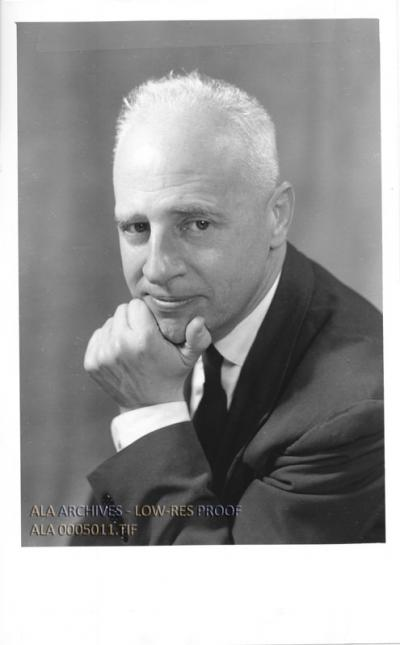 ALA ARCHIVES - LOW-RES PROOF
ALA 0005011.TIF